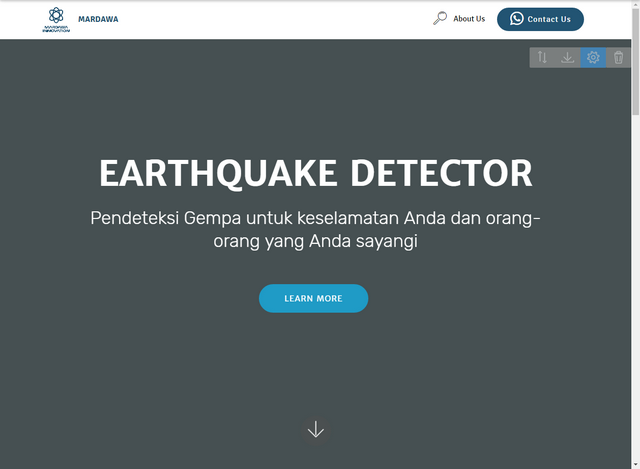 MARDAWA
INNOVATION
MARDAWA
About Us
Contact Us
EARTHQUAKE DETECTOR
Pendeteksi Gempa untuk keselamatan Anda dan orang-
orang yang Anda sayangi
LEARN MORE